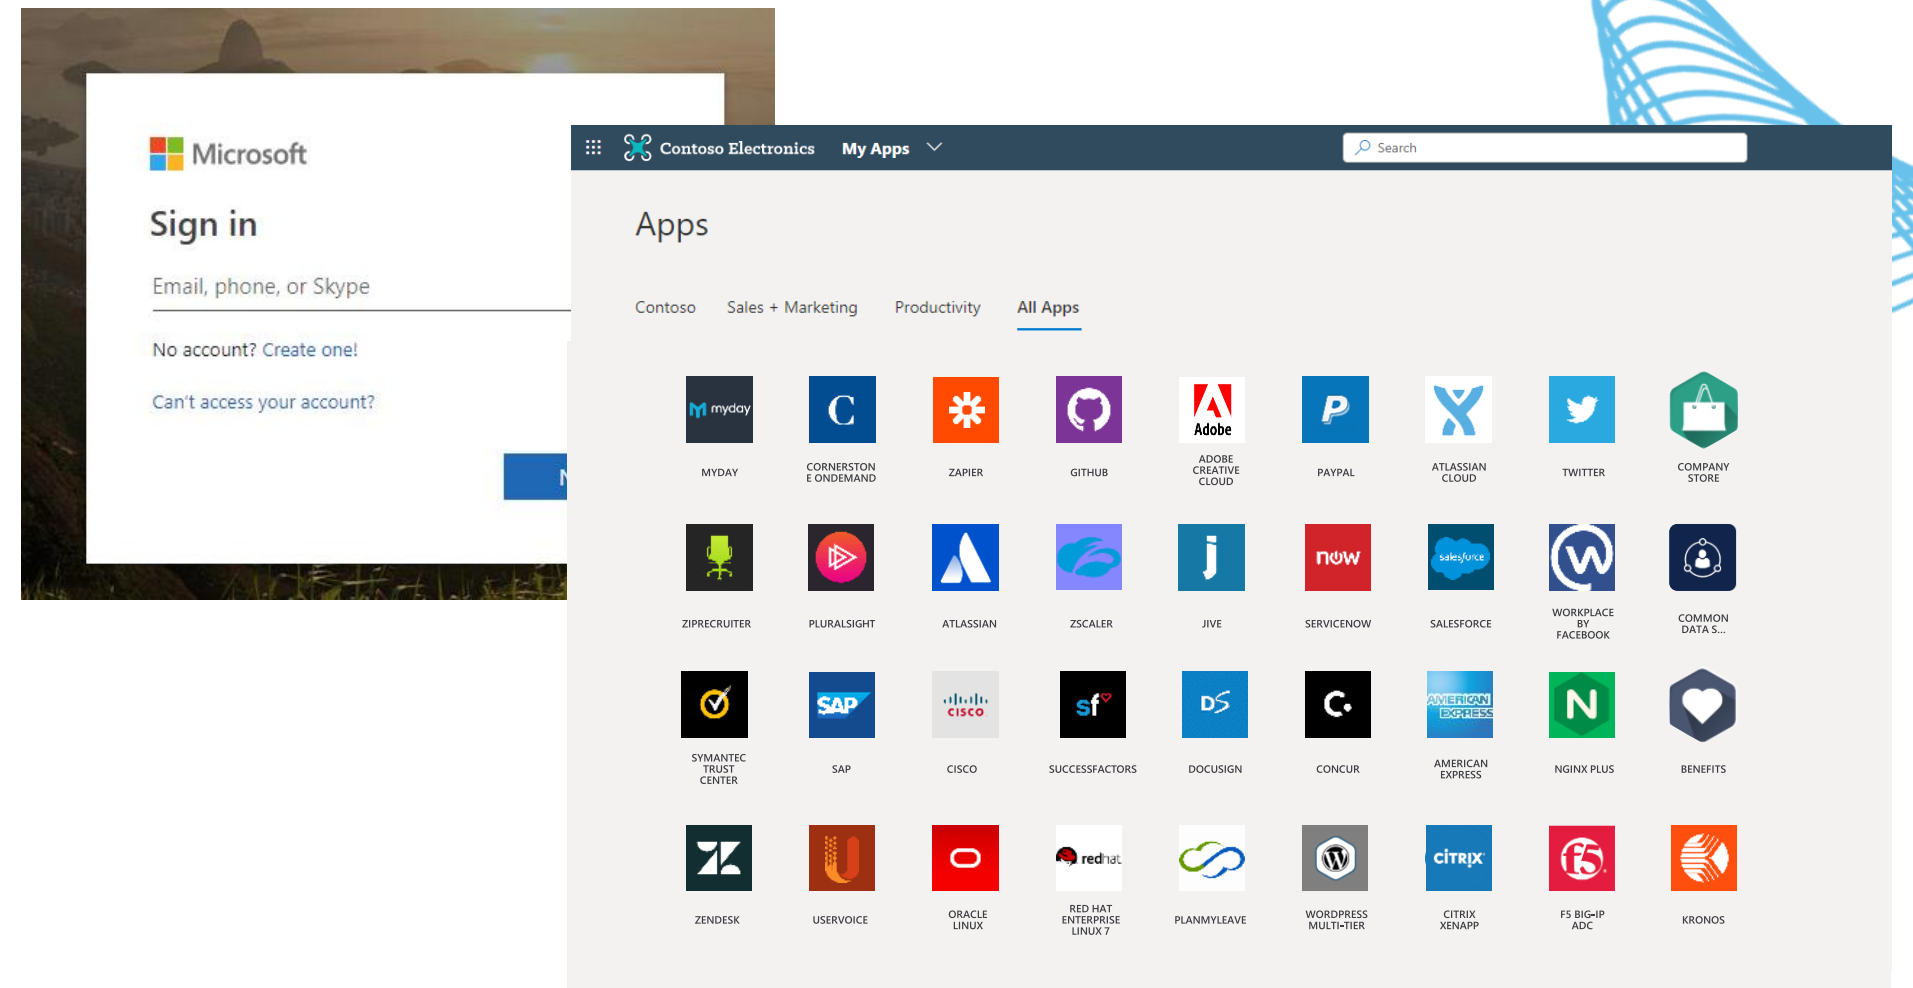 Microsoft
Sign in
Email, phone, or Skype
No account? Create one!
Can't access your account?
N
Contoso Electronics My Apps
Search
Apps
Contoso Sales + Marketing Productivity All Apps
myday
C
Adobe
P
MYDAY
CORNERSTON
E ONDEMAND
ZAPIER
GITHUB
ADOBE
CREATIVE
CLOUD
PAYPAL
ATLASSIAN
CLOUD
TWITTER
COMPANY
STORE
j
now
salesforce
W
ZIPRECRUITER
PLURALSIGHT
ATLASSIAN
ZSCALER
JIVE
SERVICENOW
SALESFORCE
WORKPLACE
BY
FACEBOOK
COMMON
DATA S...
SAP
CISCO
sf
DS
C.
AMERICAN
EXPRESS
N
SYMANTEC
TRUST
CENTER
SAP
CISCO
SUCCESSFACTORS
DOCUSIGN
CONCUR
AMERICAN
EXPRESS
NGINX PLUS
BENEFITS
redhat
W
CİTRIX
f5
ZENDESK
USERVOICE
ORACLE
LINUX
RED HAT
ENTERPRISE
LINUX 7
PLANMYLEAVE
WORDPRESS
MULTI-TIER
CITRIX
XENAPP
F5 BIG-IP
ADC
KRONOS